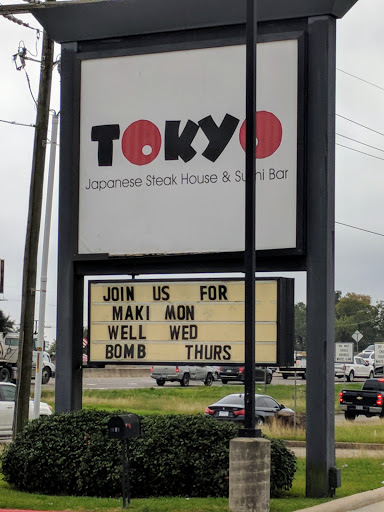 TOKYO
Japanese Steak House & Sushi Bar
JOIN US FOR
MAKI MON
WELL WED
BOMB THURS